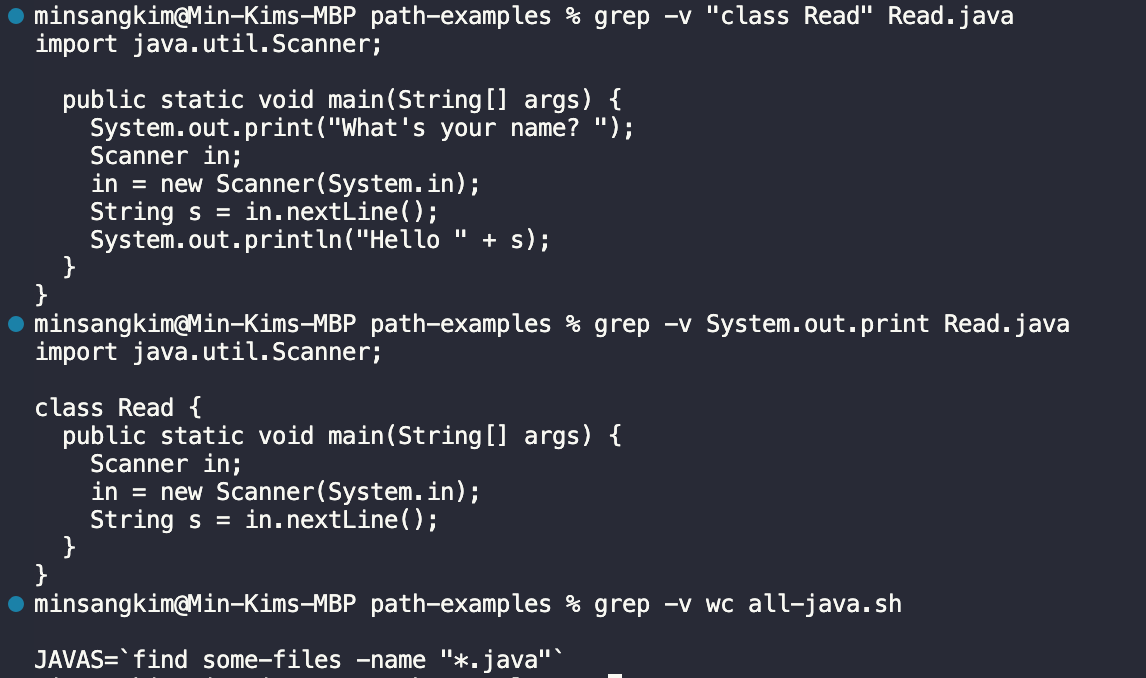 minsangkim@Min-Kims-MBP path-examples % grep -v "class Read" Read.java
import java.util.Scanner;

  public static void main(String[] args) {
    System.out.print("What's your name? ");
    Scanner in;
    in = new Scanner(System.in);
    String s = in.nextLine();
    System.out.println("Hello " + s);
  }
}
minsangkim@Min-Kims-MBP path-examples % grep -v System.out.print Read.java
import java.util.Scanner;

class Read {
  public static void main(String[] args) {
    Scanner in;
    in = new Scanner(System.in);
    String s = in.nextLine();
  }
}
minsangkim@Min-Kims-MBP path-examples % grep -v wc all-java.sh

JAVAS=`find some-files -name "*.java"`